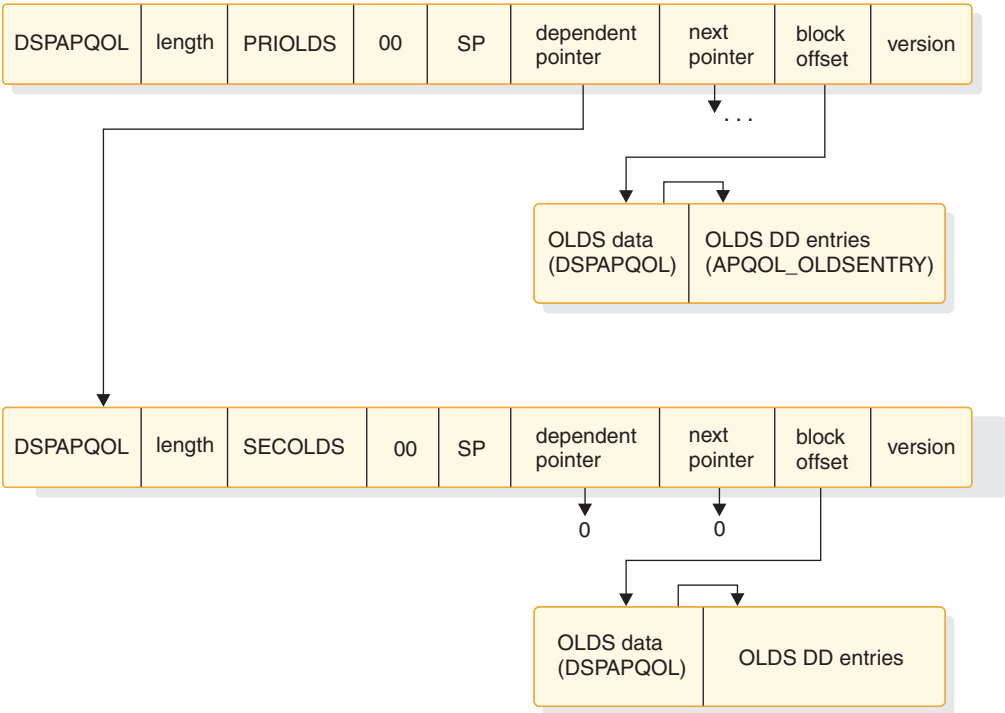 DSPAPQOL length PRIOLDS 00 SP dependent pointer next pointer block offset version
. . .
OLDS data (DSPAPQOL) OLDS DD entries (APQOL_OLDSENTRY)
DSPAPQOL length SECOLDS 00 SP dependent pointer next pointer block offset version
0 0
OLDS data (DSPAPQOL) OLDS DD entries